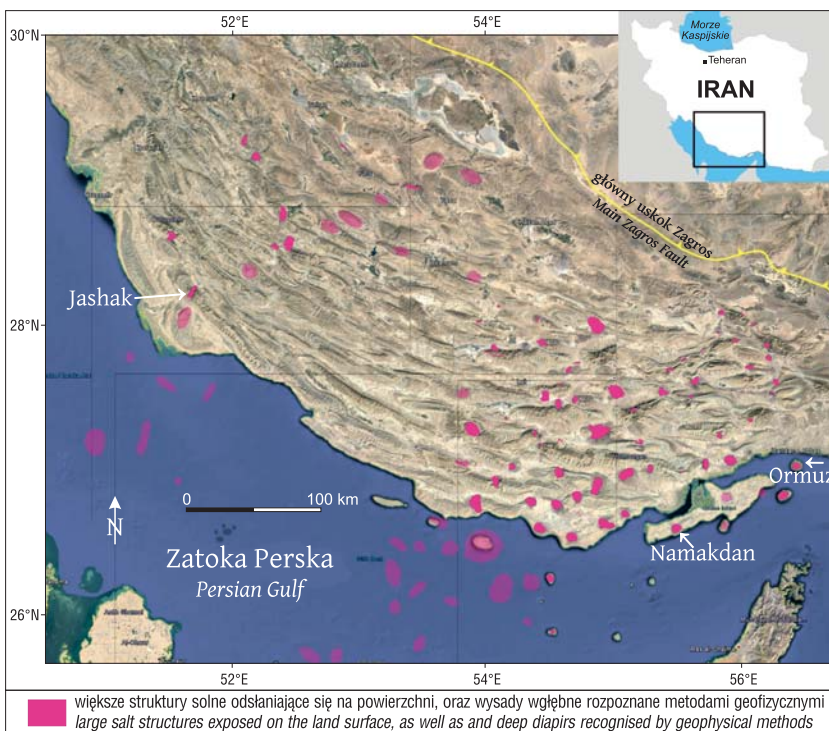 52°E
54°E
30°N
Morze
Kaspijskie
Teheran
IRAN
główny uskok Zagros
Main Zagros Fault
Jashak
28°N
0
100 km
Ormuz
N
Zatoka Perska
Persian Gulf
Namakdan
26°N
52°E
54°E
56°E
większe struktury solne odsłaniające się na powierzchni, oraz wysady wgłębne rozpoznane metodami geofizycznymi
large salt structures exposed on the land surface, as well as and deep diapirs recognised by geophysical methods